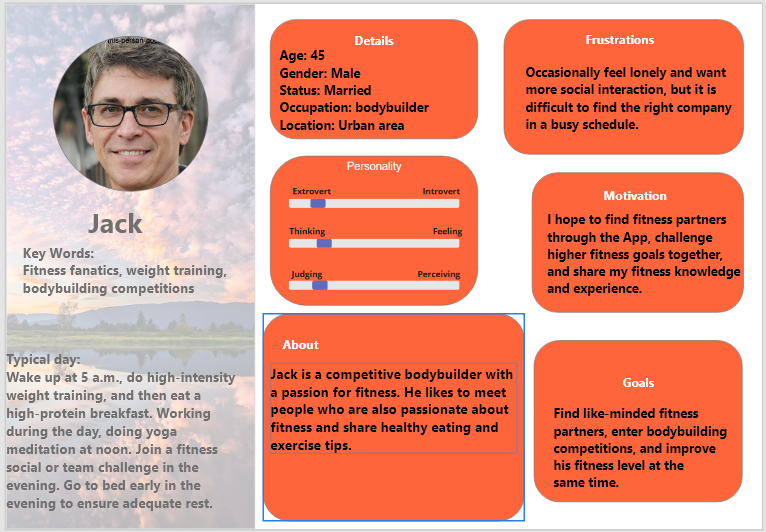 Jack
Key Words:
Fitness fanatics, weight training,
bodybuilding competitions
Typical day:
Wake up at 5 a.m., do high-intensity
weight training, and then eat a
high-protein breakfast. Working
during the day, doing yoga
meditation at noon. Join a fitness
social or team challenge in the
evening. Go to bed early in the
evening to ensure adequate rest.
Details
Age: 45
Gender: Male
Status: Married
Occupation: bodybuilder
Location: Urban area
Personality
Extrovert Introvert
Thinking Feeling
Judging Perceiving
About
Jack is a competitive bodybuilder with
a passion for fitness. He likes to meet
people who are also passionate about
fitness and share healthy eating and
exercise tips.
Frustrations
Occasionally feel lonely and want
more social interaction, but it is
difficult to find the right company
in a busy schedule.
Motivation
I hope to find fitness partners
through the App, challenge
higher fitness goals together,
and share my fitness knowledge
and experience.
Goals
Find like-minded fitness
partners, enter bodybuilding
competitions, and improve
his fitness level at the
same time.